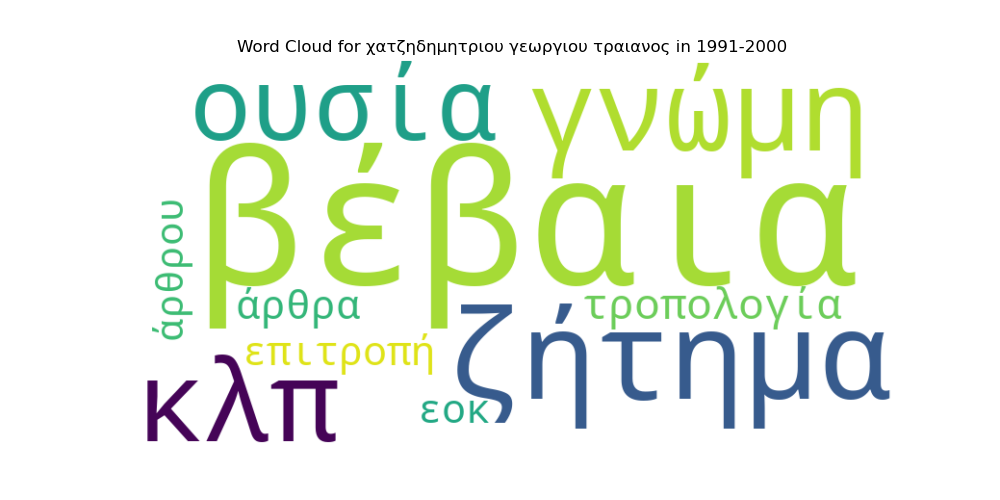 Word Cloud for χατζηδημητριου γεωργιου τραιανος in 1991-2000
ουσία γνώμη
βέβαια
άρθρου
άρθρα τροπολογία
επιτροπή ζήτημα
κλπ
εοκ